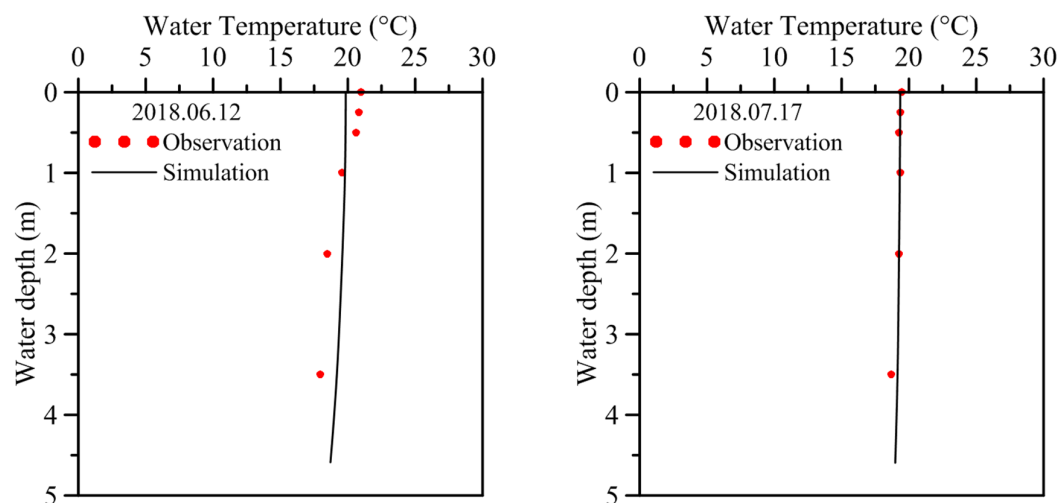 Water Temperature (°C)
0 5 10 15 20 25 30
0
1
2
3
4
5
Water depth (m)
2018.06.12
Observation
Simulation
Water Temperature (°C)
0 5 10 15 20 25 30
0
1
2
3
4
5
Water depth (m)
2018.07.17
Observation
Simulation